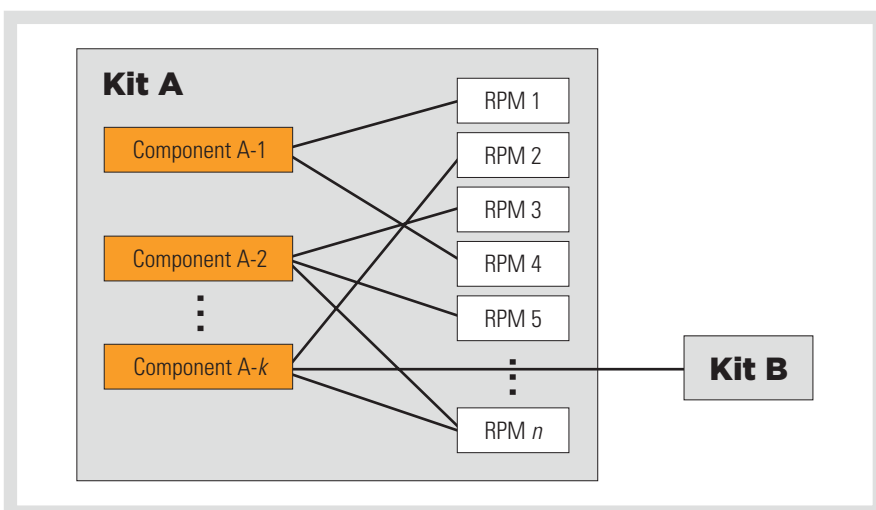 Kit A
Component A-1
Component A-2
Component A-k
RPM 1
RPM 2
RPM 3
RPM 4
RPM 5
RPM n
Kit B